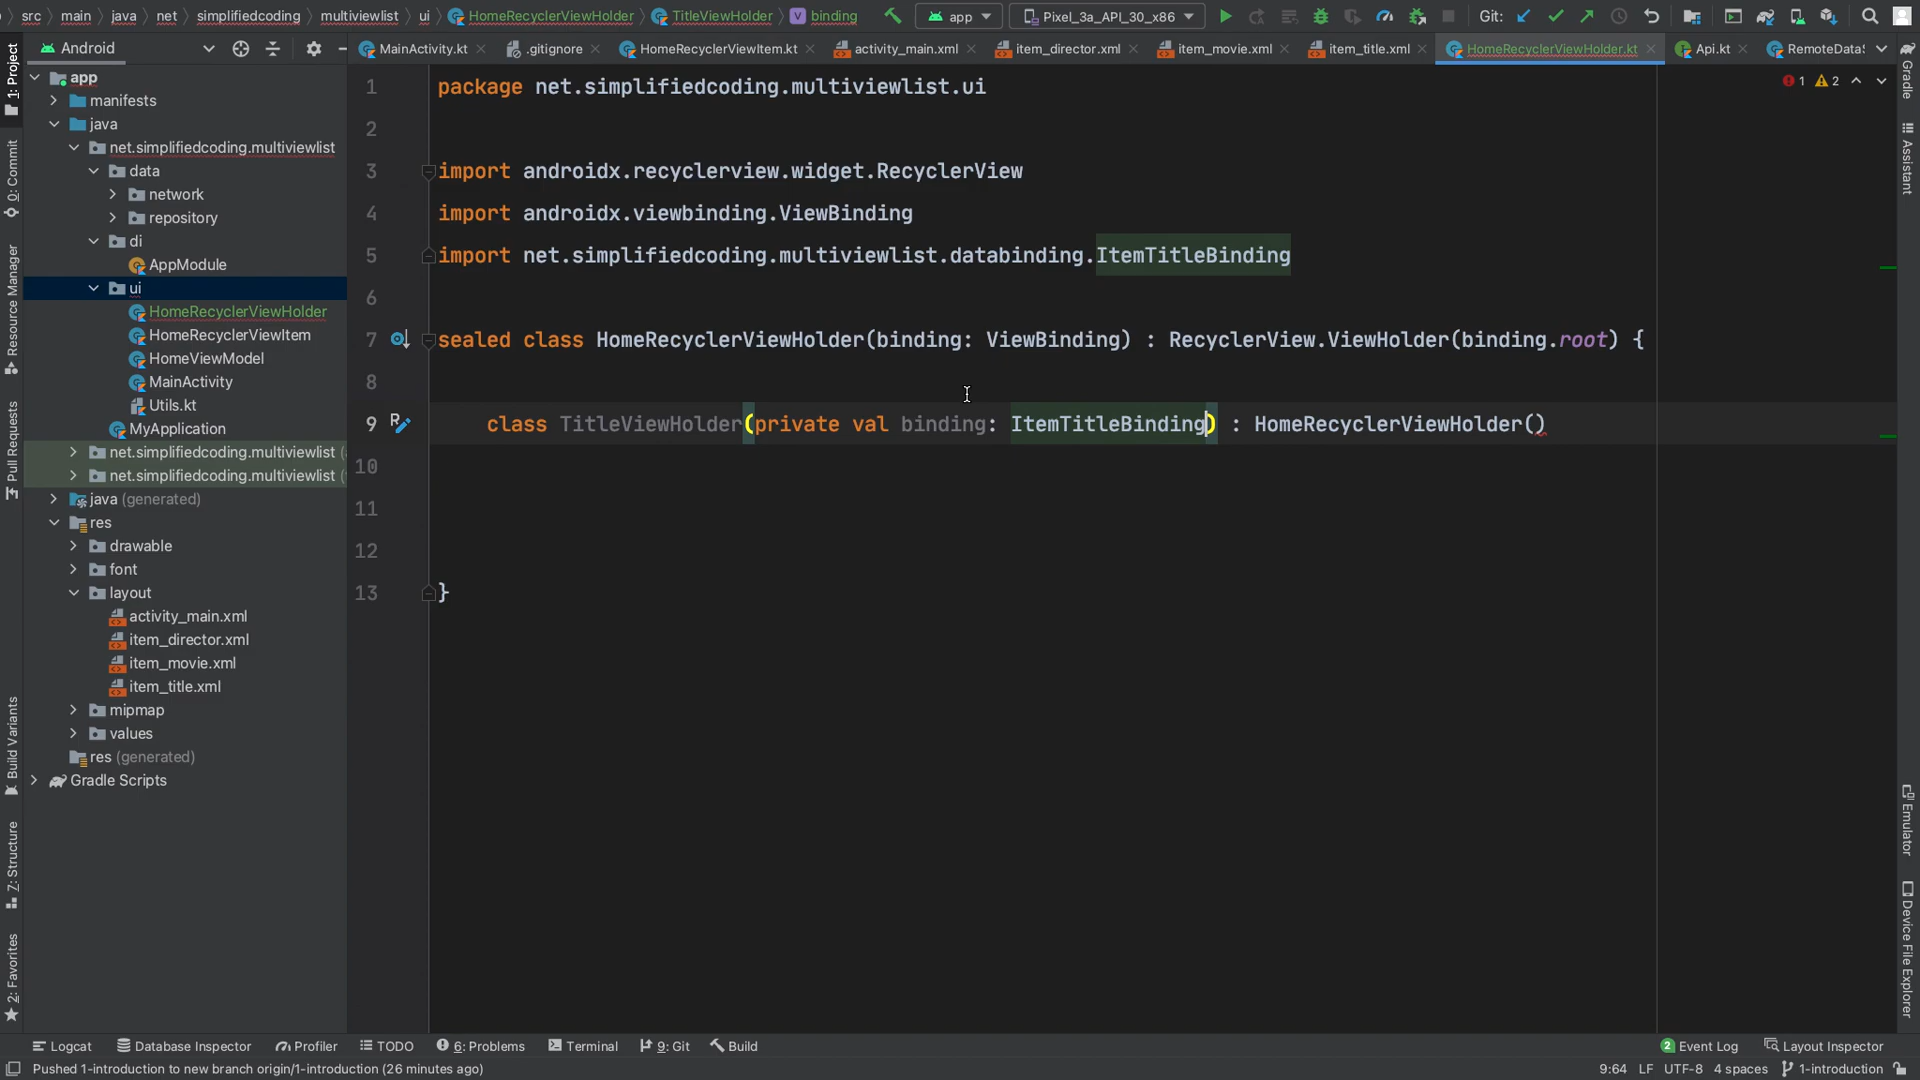 src main java net simplifiedcoding multiviewlist ui HomeRecyclerViewHolder TitleViewHolder binding app Pixel_3a_API_30_x86 Git:
Android
MainActivity.kt .gitignore HomeRecyclerViewItem.kt activity_main.xml item_director.xml item_movie.xml item_title.xml HomeRecyclerViewHolder.kt Api.kt RemoteDataS
1: Project
0: Commit
Resource Manager
Pull Requests
Build Variants
7: Structure
2: Favorites
app
manifests
java
net.simplifiedcoding.multiviewlist
data
network
repository
di
AppModule
ui
HomeRecyclerViewHolder
HomeRecyclerViewItem
HomeViewModel
MainActivity
Utils.kt
MyApplication
net.simplifiedcoding.multiviewlist (
net.simplifiedcoding.multiviewlist (
java (generated)
res
drawable
font
layout
activity_main.xml
item_director.xml
item_movie.xml
item_title.xml
mipmap
values
res (generated)
Gradle Scripts
1 package net.simplifiedcoding.multiviewlist.ui
2
3 import androidx.recyclerview.widget.RecyclerView
4 import androidx.viewbinding.ViewBinding
5 import net.simplifiedcoding.multiviewlist.databinding.ItemTitleBinding
6
7 sealed class HomeRecyclerViewHolder(binding: ViewBinding) : RecyclerView.ViewHolder(binding.root) {
8
9 class TitleViewHolder(private val binding: ItemTitleBinding) : HomeRecyclerViewHolder()
10
11
12
13 }
1 2
Gradle
Assistant
Emulator
Device File Explorer
Logcat Database Inspector Profiler TODO 6: Problems Terminal 9: Git Build 2 Event Log Layout Inspector
Pushed 1-introduction to new branch origin/1-introduction (26 minutes ago) 9:64 LF UTF-8 4 spaces 1-introduction